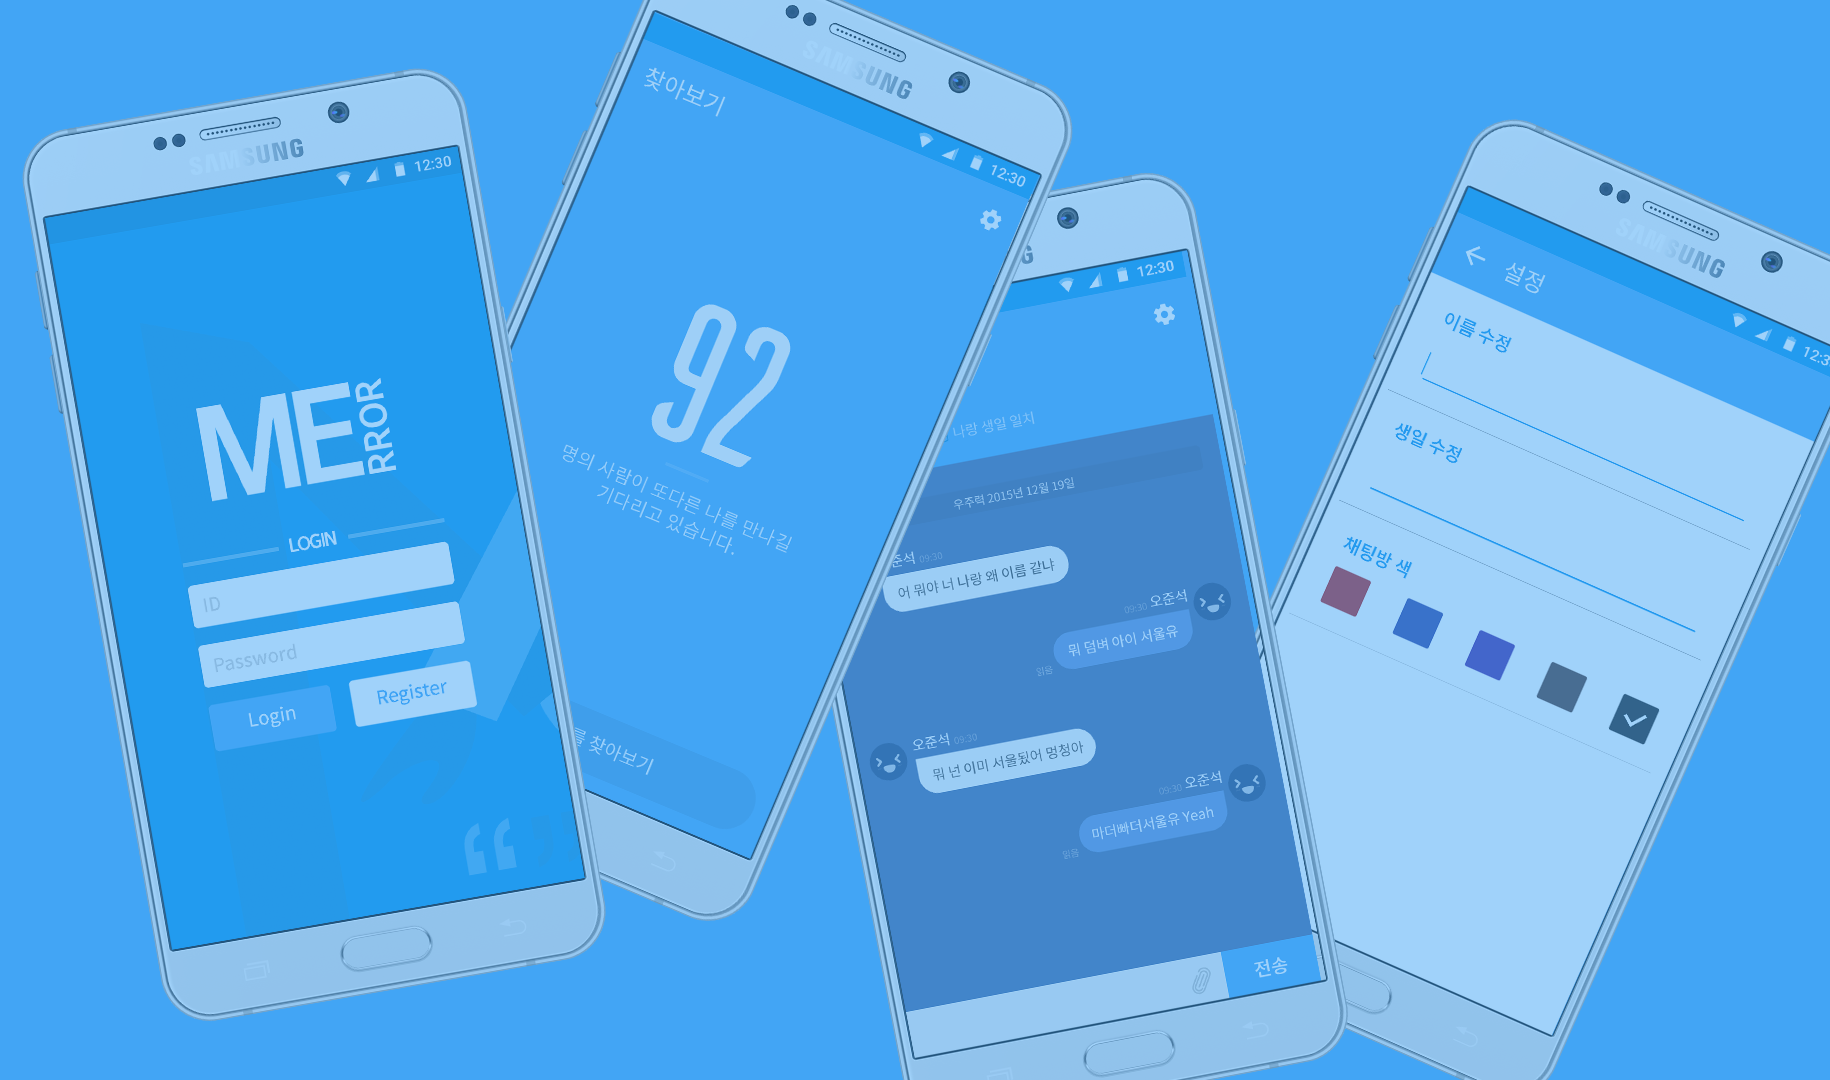 SAMSUNG
12:30
ME
RROR
LOGIN
ID
Password
Login
Register
SAMSUNG
12:30
찾아보기
92
명의 사람이 또다른 나를 만나길
기다리고 있습니다.
를 찾아보기
G
12:30
나랑 생일 일치
우주력 2015년 12월 19일
준석 09:30
어 뭐야 너 나랑 왜 이름 같냐
09:30 오준석
뭐 덤벼 아이 서울유
읽음
오준석 09:30
뭐 넌 이미 서울됬어 멍청아
09:30 오준석
마더빠더서울유 Yeah
읽음
전송
SAMSUNG
12:3
설정
이름 수정
생일 수정
채팅방 색